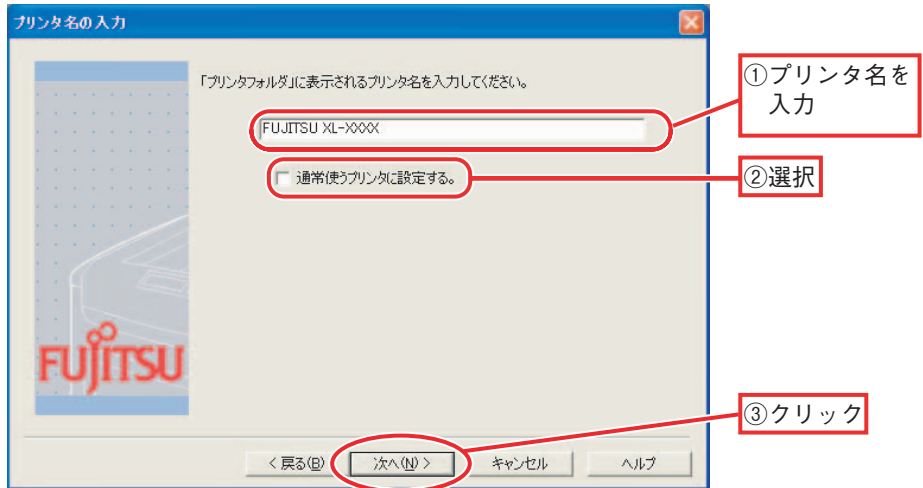 プリンタ名の入力
「プリンタフォルダ」に表示されるプリンタ名を入力してください。
①プリンタ名を
入力
FUJITSU XL-XXXX
通常使うプリンタに設定する。
②選択
FUJITSU
③クリック
< 戻る(B)
次へ(N) >
キャンセル
ヘルプ